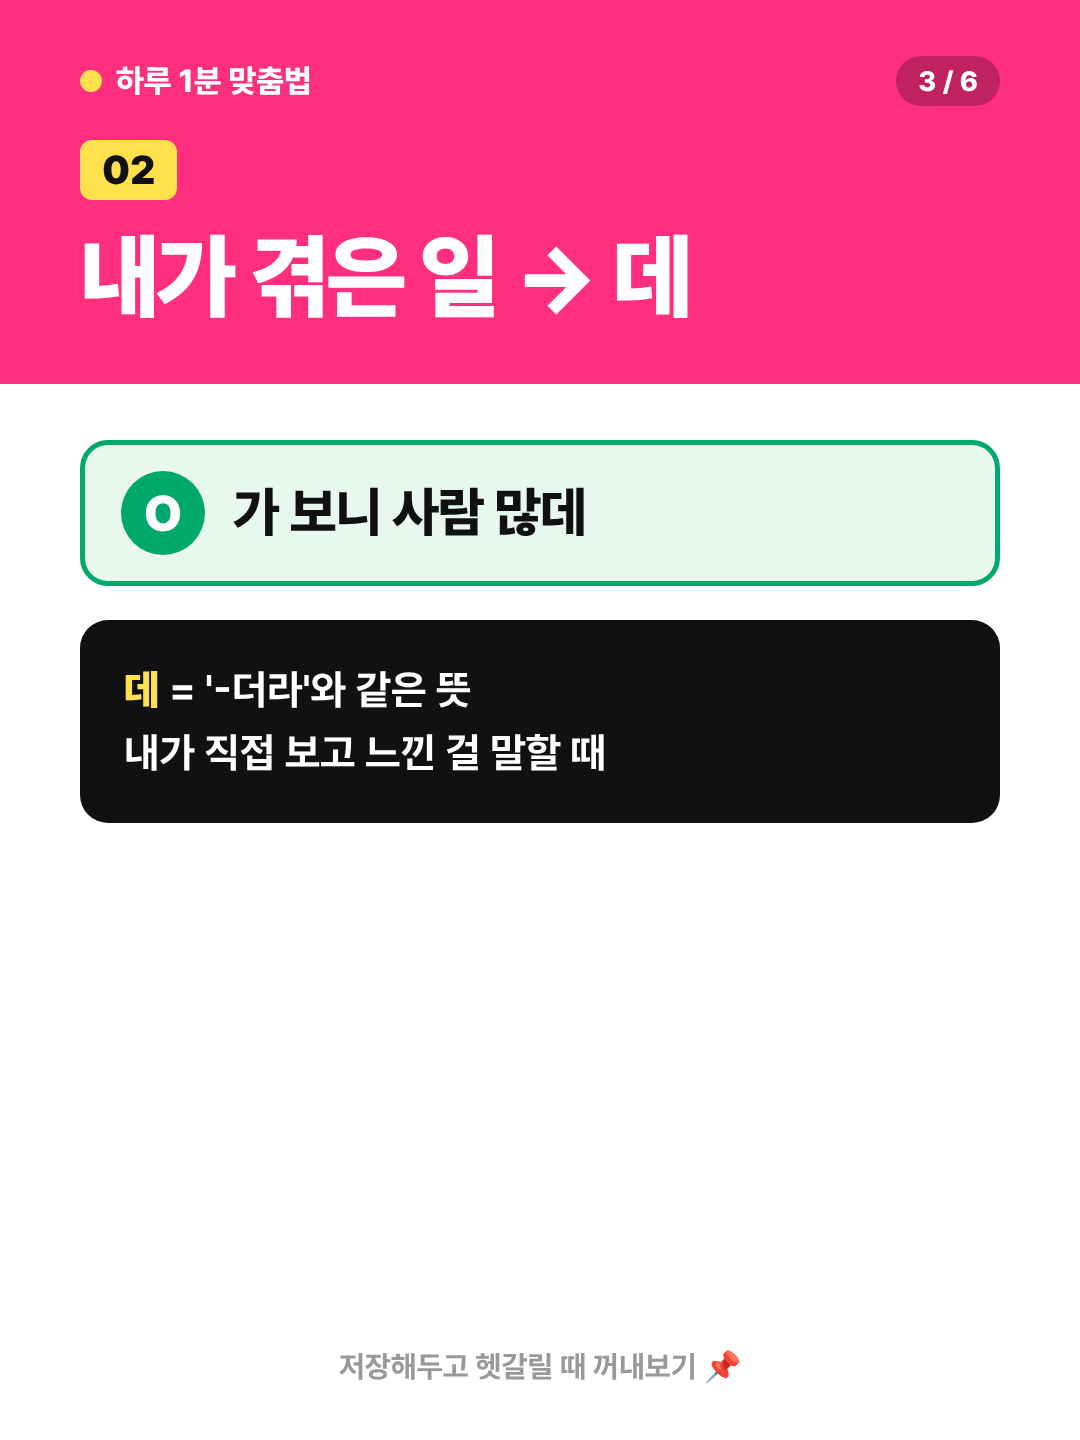 하루 1분 맞춤법
3 / 6
02
내가 겪은 일 → 데
O 가 보니 사람 많데
데 = '-더라'와 같은 뜻
내가 직접 보고 느낀 걸 말할 때
저장해두고 헷갈릴 때 꺼내보기 📌